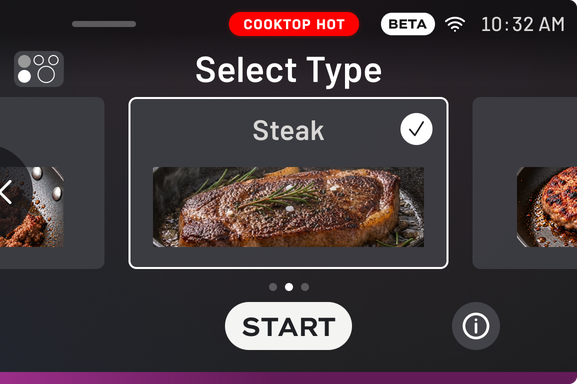 COOKTOP HOT
BETA
10:32 AM
Select Type
Steak
START